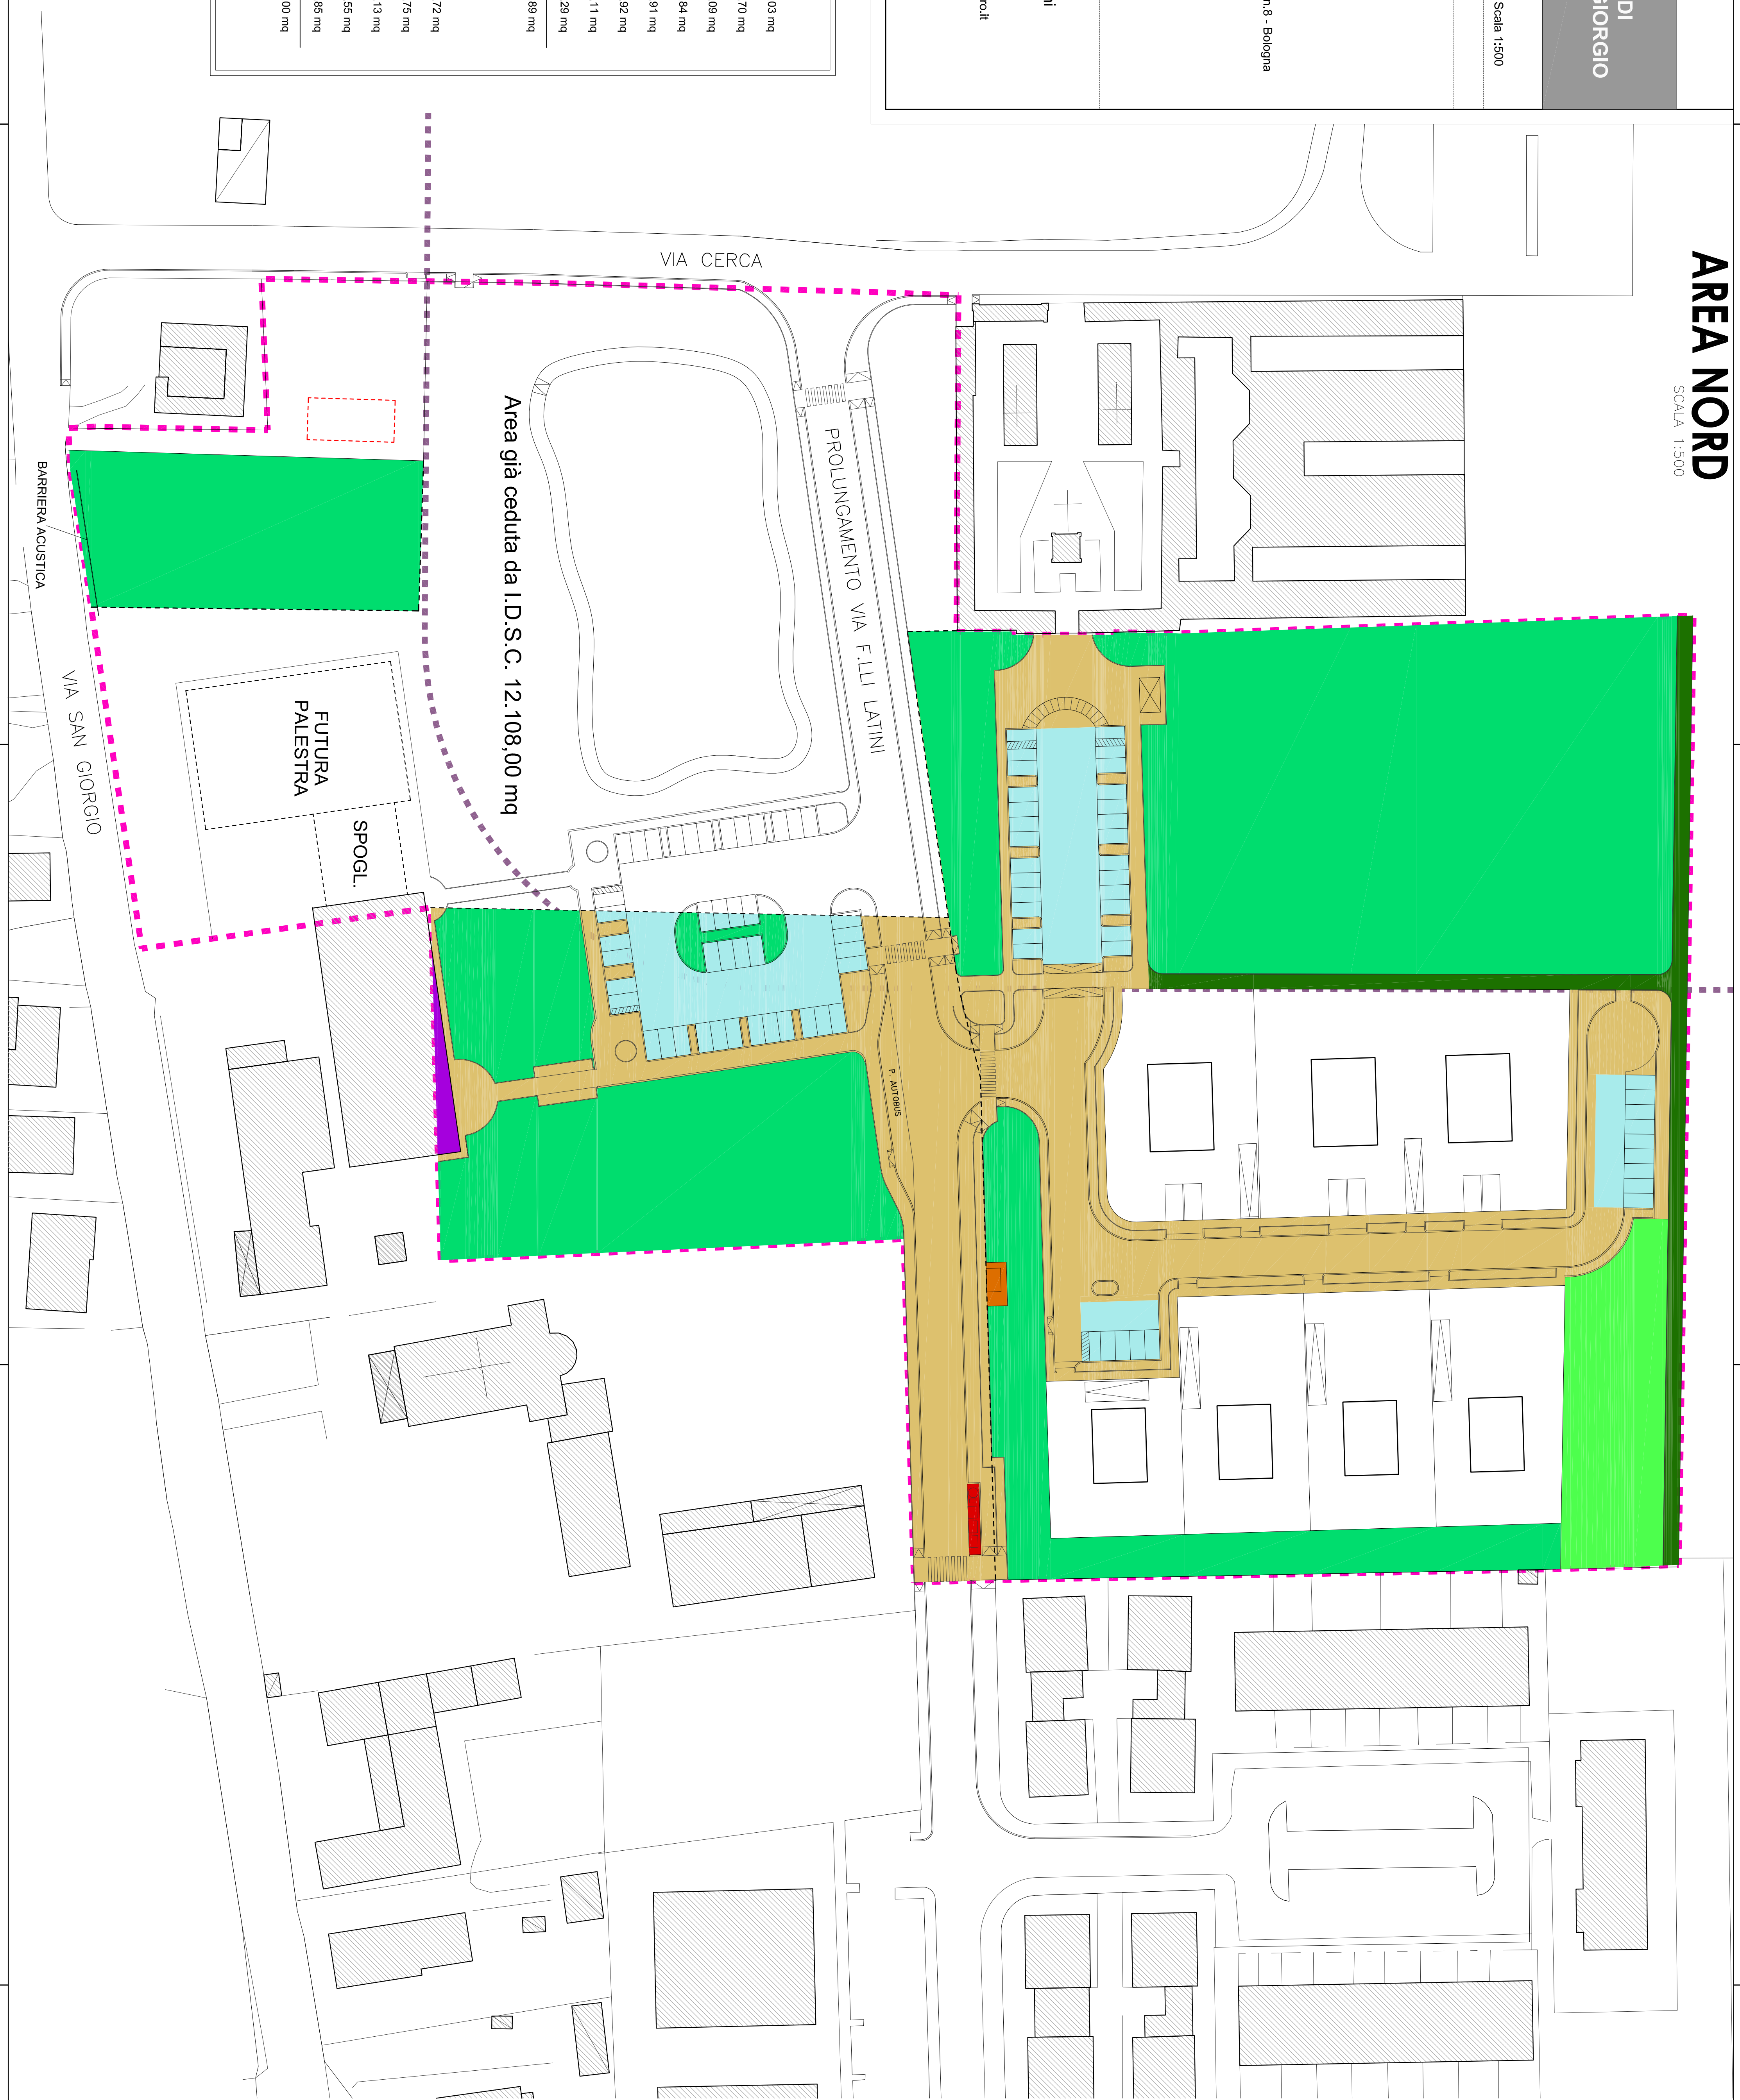 AREA NORD
SCALA 1:500
DI
GIORGIO
Scala 1:500
n.8 - Bologna
ni
ro.it
03 mq
70 mq
09 mq
84 mq
91 mq
92 mq
11 mq
29 mq
89 mq
72 mq
75 mq
13 mq
55 mq
85 mq
00 mq
VIA CERCA
PROLUNGAMENTO VIA F.LLI LATINI
Area già ceduta da I.D.S.C. 12.108,00 mq
BARRIERA ACUSTICA
VIA SAN GIORGIO
FUTURA
PALESTRA
SPOGL.
P. AUTOBUS